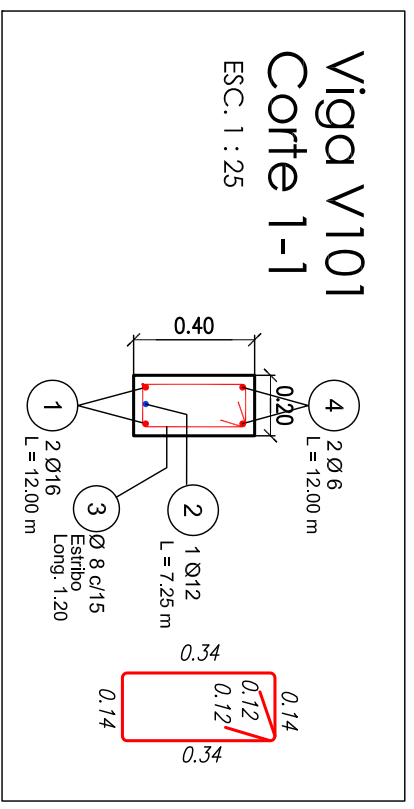 Viga V101
Corte 1-1
ESC. 1 : 25
0.40
0.20
4
2 Ø 6
L = 12.00 m
1
2 Ø16
L = 12.00 m
2
1 Ø12
L = 7.25 m
3
Ø 8 c/15
Estribo
Long. 1.20
0.34
0.14
0.12
0.12
0.14
0.34